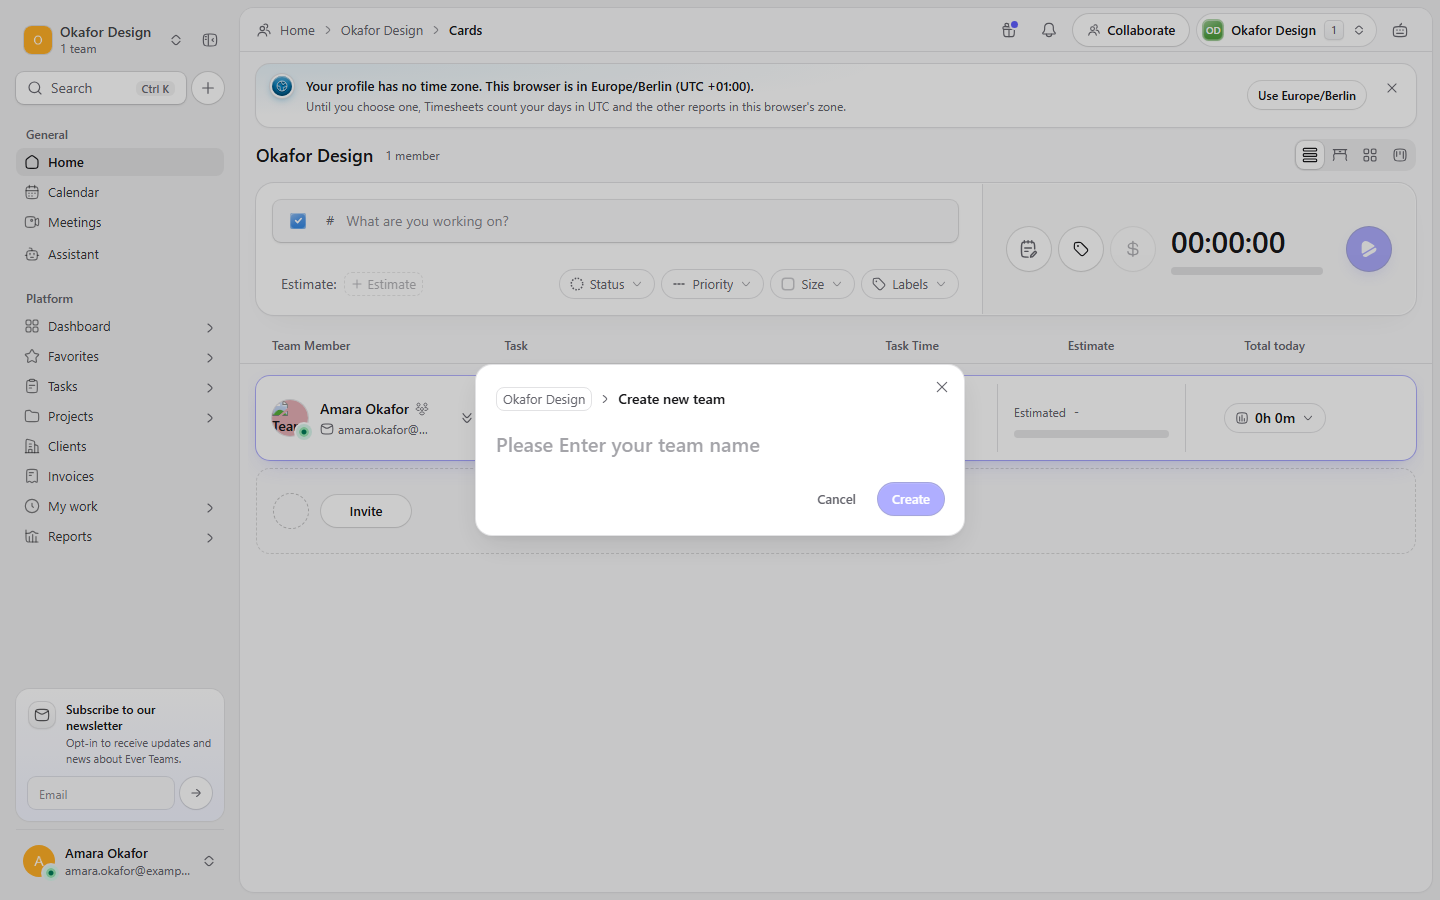 O
Okafor Design
1 team
Search
Ctrl K
General
Home
Calendar
Meetings
Assistant
Platform
Dashboard
Favorites
Tasks
Projects
Clients
Invoices
My work
Reports
Subscribe to our
newsletter
Opt-in to receive updates and
news about Ever Teams.
Email
A
Amara Okafor
amara.okafor@examp...
Home
Okafor Design
Cards
Collaborate
OD
Okafor Design
1
Your profile has no time zone. This browser is in Europe/Berlin (UTC +01:00).
Until you choose one, Timesheets count your days in UTC and the other reports in this browser's zone.
Use Europe/Berlin
Okafor Design
1 member
# What are you working on?
Estimate:
+ Estimate
Status
Priority
Size
Labels
$
00:00:00
Team Member
Task
Task Time
Estimate
Total today
Amara Okafor
amara.okafor@...
Estimated -
0h 0m
Invite
Okafor Design
Create new team
Please Enter your team name
Cancel
Create